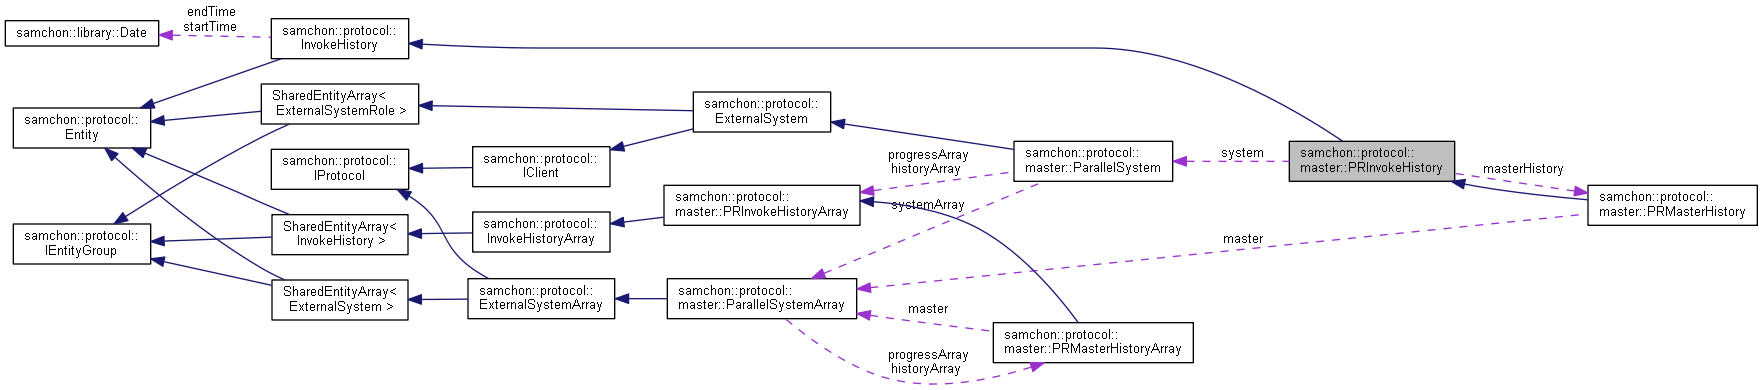 endTime
startTime
samchon::library::Date
samchon::protocol::
InvokeHistory
SharedEntityArray<
ExternalSystemRole >
samchon::protocol::
Entity
samchon::protocol::
ExternalSystem
samchon::protocol::
IProtocol
samchon::protocol::
IClient
progressArray
historyArray
samchon::protocol::
master::ParallelSystem
system
samchon::protocol::
master::PRInvokeHistory
masterHistory
samchon::protocol::
master::PRMasterHistory
samchon::protocol::
master::PRInvokeHistoryArray
systemArray
samchon::protocol::
IEntityGroup
SharedEntityArray<
InvokeHistory >
samchon::protocol::
InvokeHistoryArray
master
SharedEntityArray<
ExternalSystem >
samchon::protocol::
ExternalSystemArray
samchon::protocol::
master::ParallelSystemArray
master
samchon::protocol::
master::PRMasterHistoryArray
progressArray
historyArray